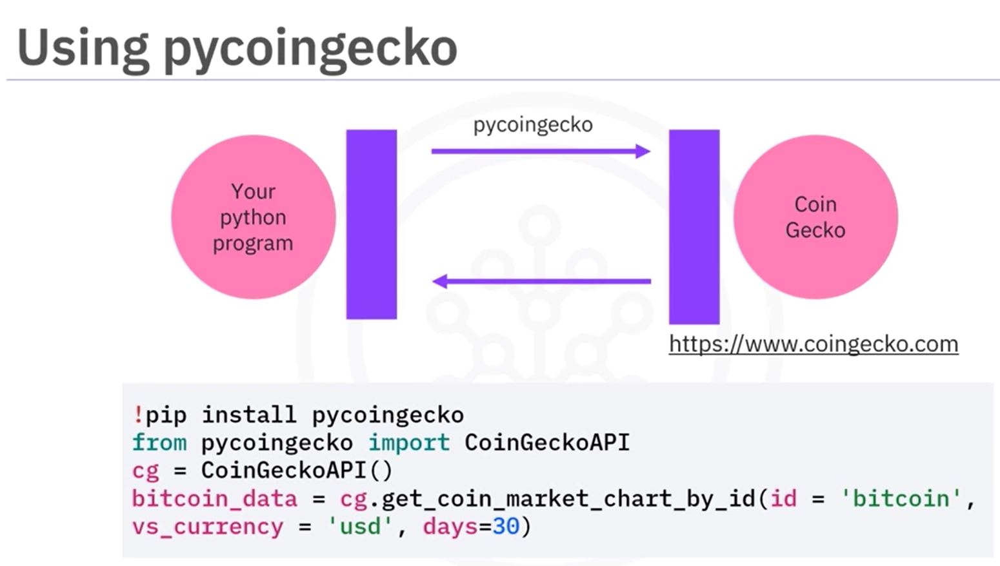 Using pycoingecko
pycoingecko
Your
python
program
Coin
Gecko
https://www.coingecko.com
!pip install pycoingecko
from pycoingecko import CoinGeckoAPI
cg = CoinGeckoAPI()
bitcoin_data = cg.get_coin_market_chart_by_id(id = 'bitcoin',
vs_currency = 'usd', days=30)